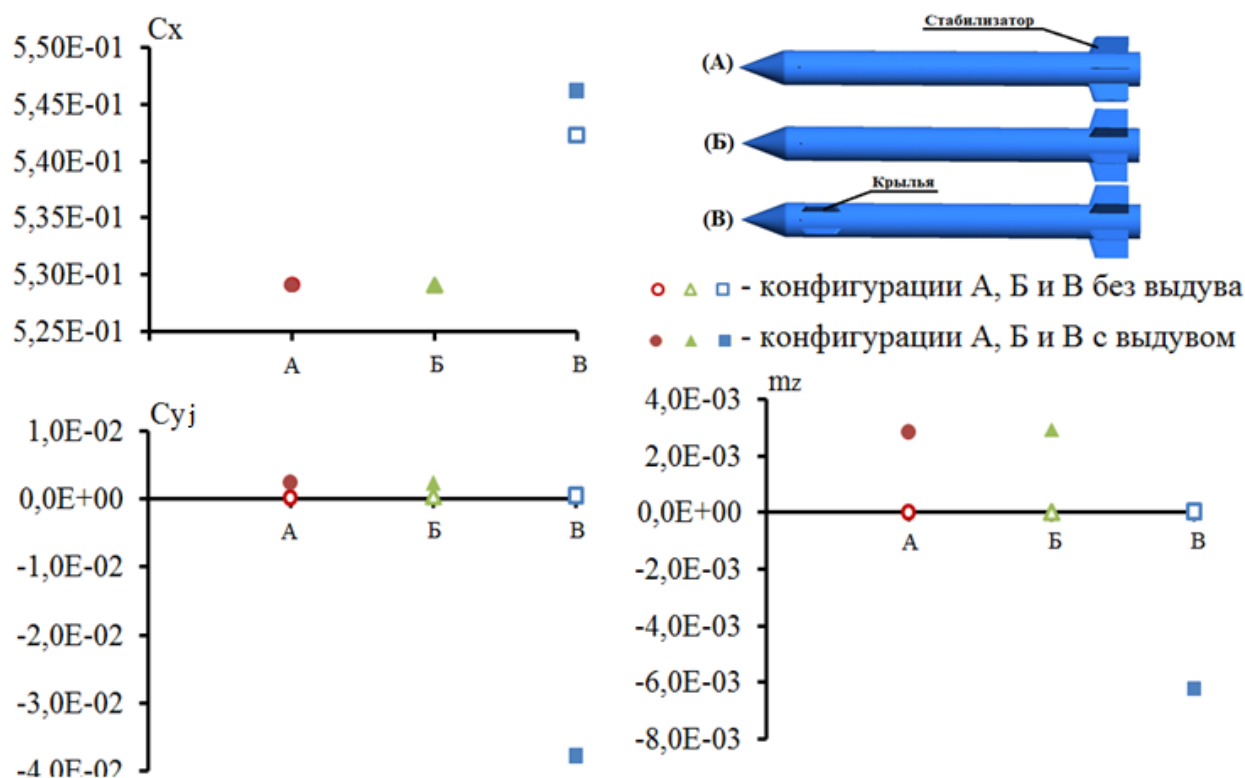 Cx
5,50E-01
5,45E-01
5,40E-01
5,35E-01
5,30E-01
5,25E-01
А
Б
В
Стабилизатор
(А)
(Б)
Крылья
(В)
- конфигурации А, Б и В без выдува
- конфигурации А, Б и В с выдувом
Cyj
1,0E-02
0,0E+00
-1,0E-02
-2,0E-02
-3,0E-02
-4,0E-02
А
Б
В
mz
4,0E-03
2,0E-03
0,0E+00
-2,0E-03
-4,0E-03
-6,0E-03
-8,0E-03
А
Б
В